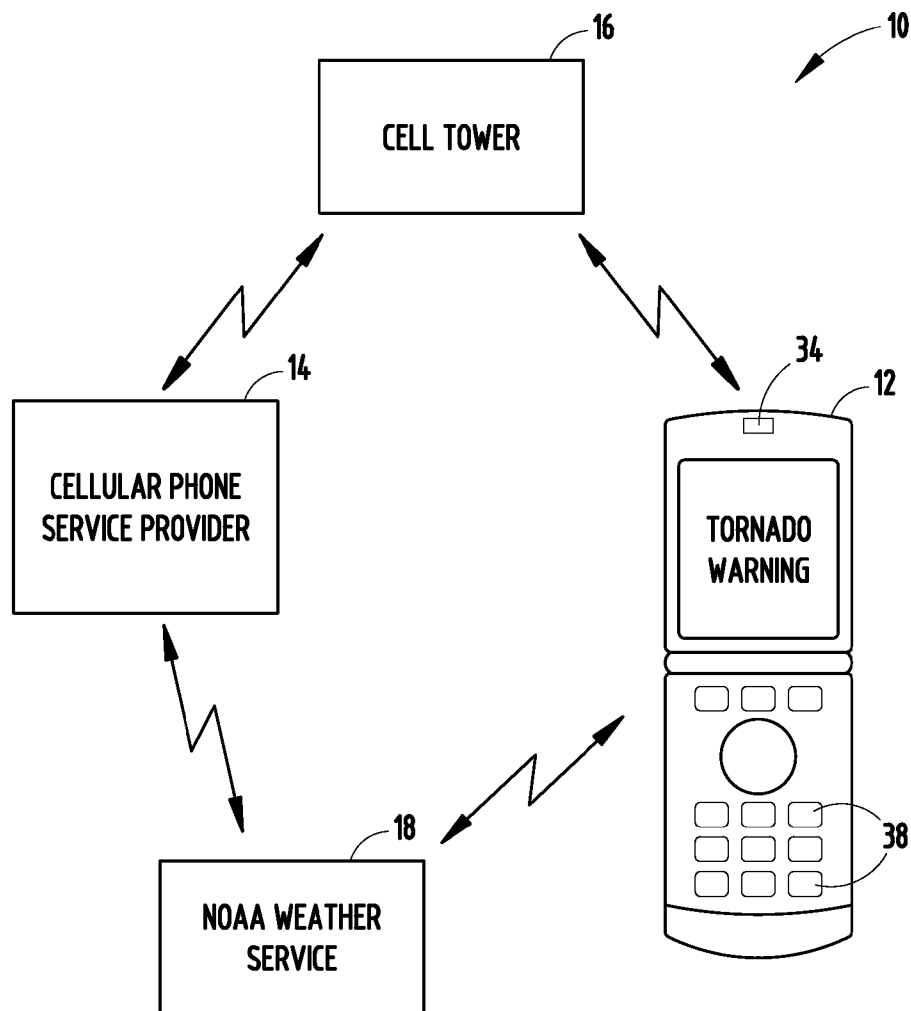 16
10
CELL TOWER
14
34
12
CELLULAR PHONE
SERVICE PROVIDER
TORNADO
WARNING
18
38
NOAA WEATHER
SERVICE